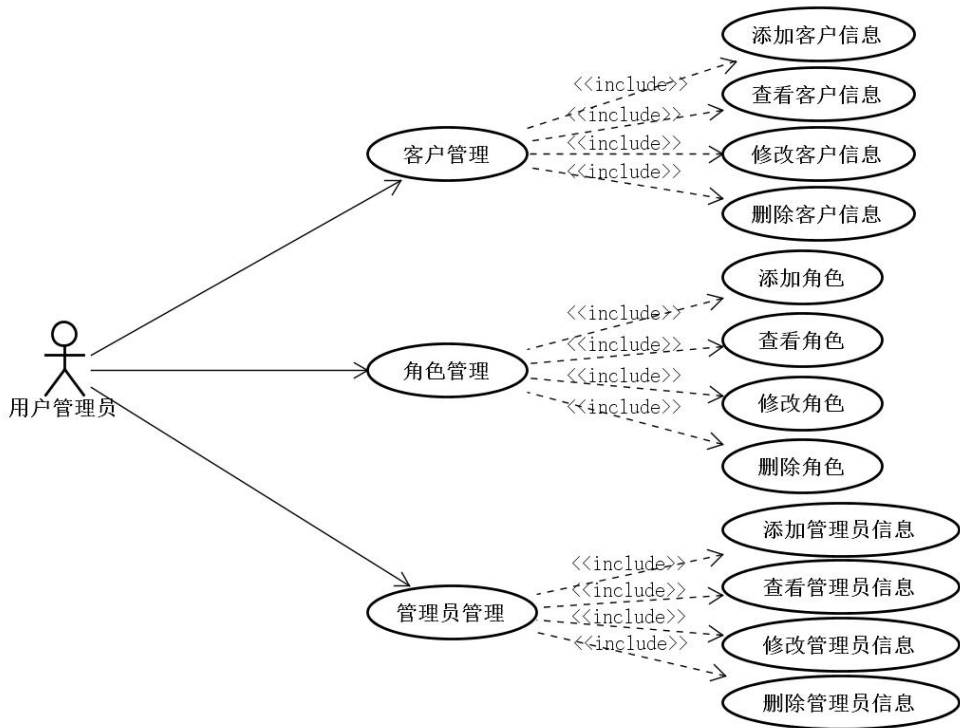 添加客户信息
<<include>>
查看客户信息
<<include>>
客户管理
<<include>>
修改客户信息
<<include>>
删除客户信息
添加角色
<<include>>
查看角色
<<include>>
用户管理员
角色管理
<<include>>
修改角色
<<include>>
删除角色
添加管理员信息
<<include>>
查看管理员信息
<<include>>
管理员管理
<<include>>
修改管理员信息
<<include>>
删除管理员信息